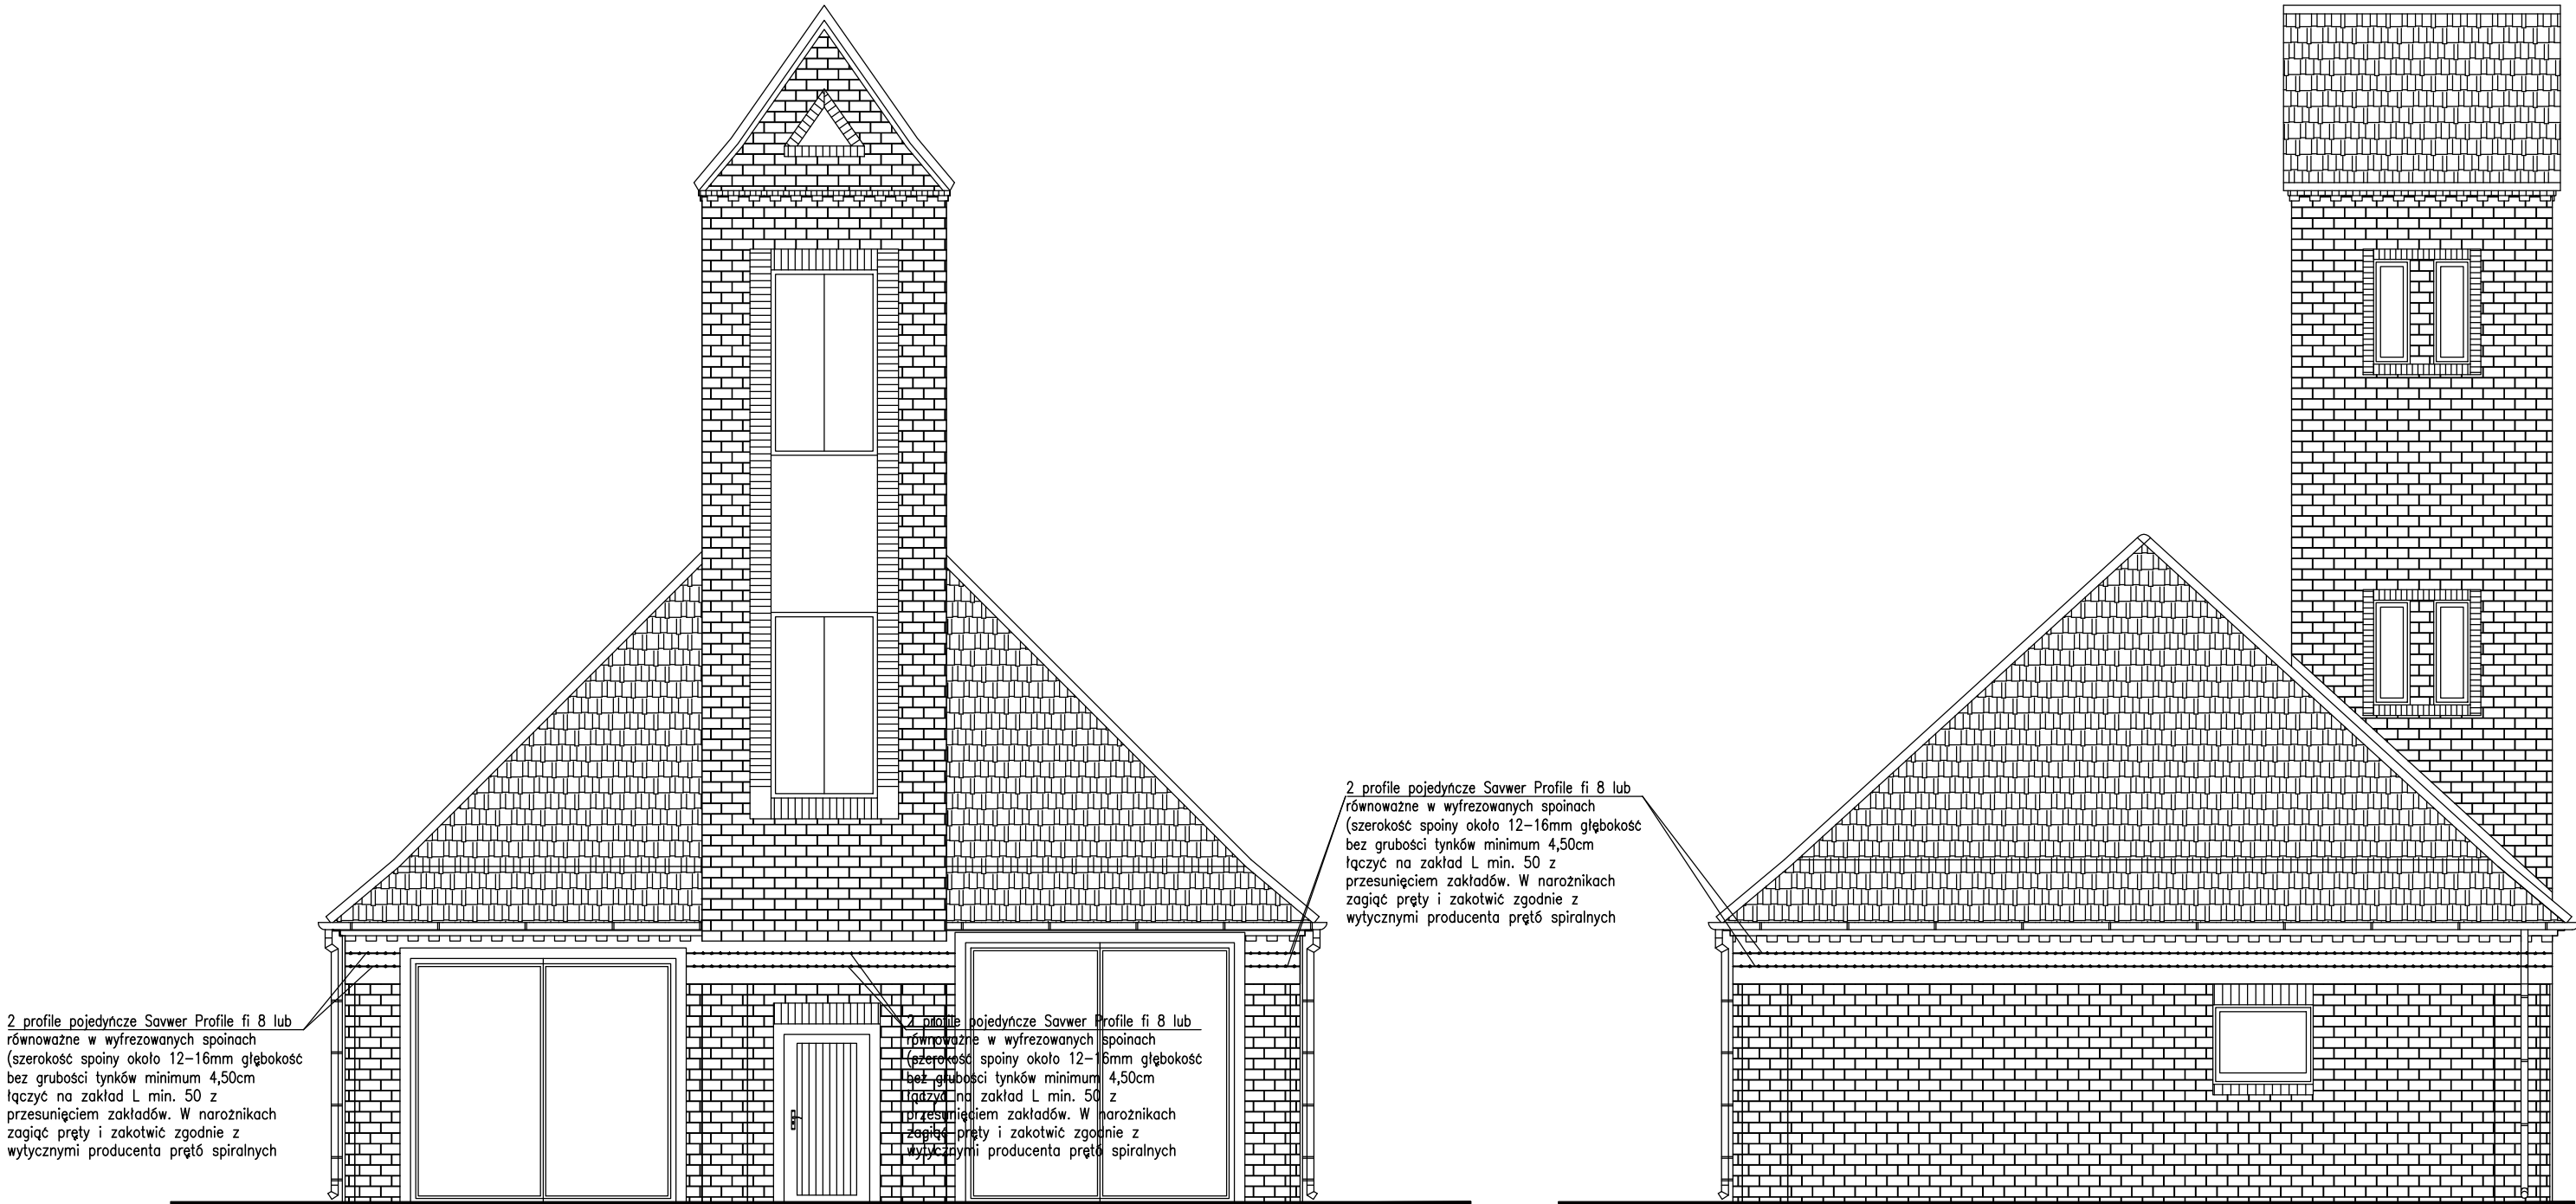 2 profile pojedyńcze Savwer Profile fi 8 lub
równoważne w wyfrezowanych spoinach
(szerokość spoiny około 12-16mm głębokość
bez grubości tynków minimum 4,50cm
łączyć na zakład L min. 50 z
przesunięciem zakładów. W narożnikach
zagiąć pręty i zakotwić zgodnie z
wytycznymi producenta prętó spiralnych
2 profile pojedyńcze Savwer Profile fi 8 lub
równoważne w wyfrezowanych spoinach
(szerokość spoiny około 12-16mm głębokość
bez grubości tynków minimum 4,50cm
łączyć na zakład L min. 50 z
przesunięciem zakładów. W narożnikach
zagiąć pręty i zakotwić zgodnie z
wytycznymi producenta prętó spiralnych
2 profile pojedyńcze Savwer Profile fi 8 lub
równoważne w wyfrezowanych spoinach
(szerokość spoiny około 12-16mm głębokość
bez grubości tynków minimum 4,50cm
łączyć na zakład L min. 50 z
przesunięciem zakładów. W narożnikach
zagiąć pręty i zakotwić zgodnie z
wytycznymi producenta prętó spiralnych